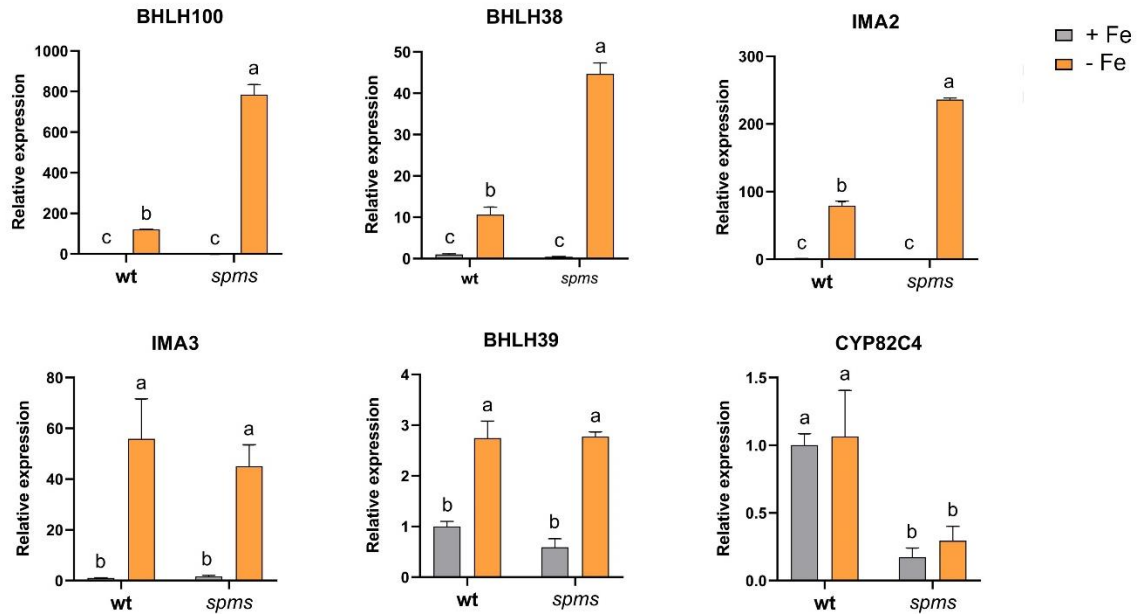 BHLH100
Relative expression
1000
800
600
400
200
0
c
b
c
a
wt
spms
BHLH38
Relative expression
50
40
30
20
10
0
c
b
c
a
wt
spms
IMA2
Relative expression
300
200
100
0
c
b
c
a
wt
spms
+ Fe
- Fe
IMA3
Relative expression
80
60
40
20
0
b
a
b
a
wt
spms
BHLH39
Relative expression
4
3
2
1
0
b
a
b
a
wt
spms
CYP82C4
Relative expression
1.5
1.0
0.5
0.0
a
a
b
b
wt
spms